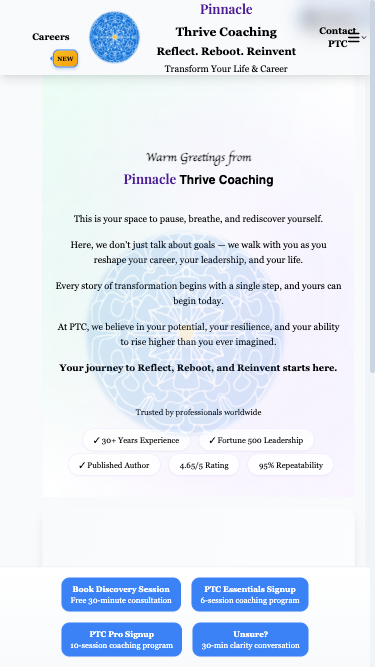 Careers
NEW
Pinnacle
Thrive Coaching
Reflect. Reboot. Reinvent
Transform Your Life & Career
Contact
PTC
Warm Greetings from
Pinnacle Thrive Coaching
This is your space to pause, breathe, and rediscover yourself.
Here, we don't just talk about goals — we walk with you as you
reshape your career, your leadership, and your life.
Every story of transformation begins with a single step, and yours can
begin today.
At PTC, we believe in your potential, your resilience, and your ability
to rise higher than you ever imagined.
Your journey to Reflect, Reboot, and Reinvent starts here.
Trusted by professionals worldwide
✓ 30+ Years Experience
✓ Fortune 500 Leadership
✓ Published Author
4.65/5 Rating
95% Repeatability
Book Discovery Session
Free 30-minute consultation
PTC Essentials Signup
6-session coaching program
PTC Pro Signup
10-session coaching program
Unsure?
30-min clarity conversation